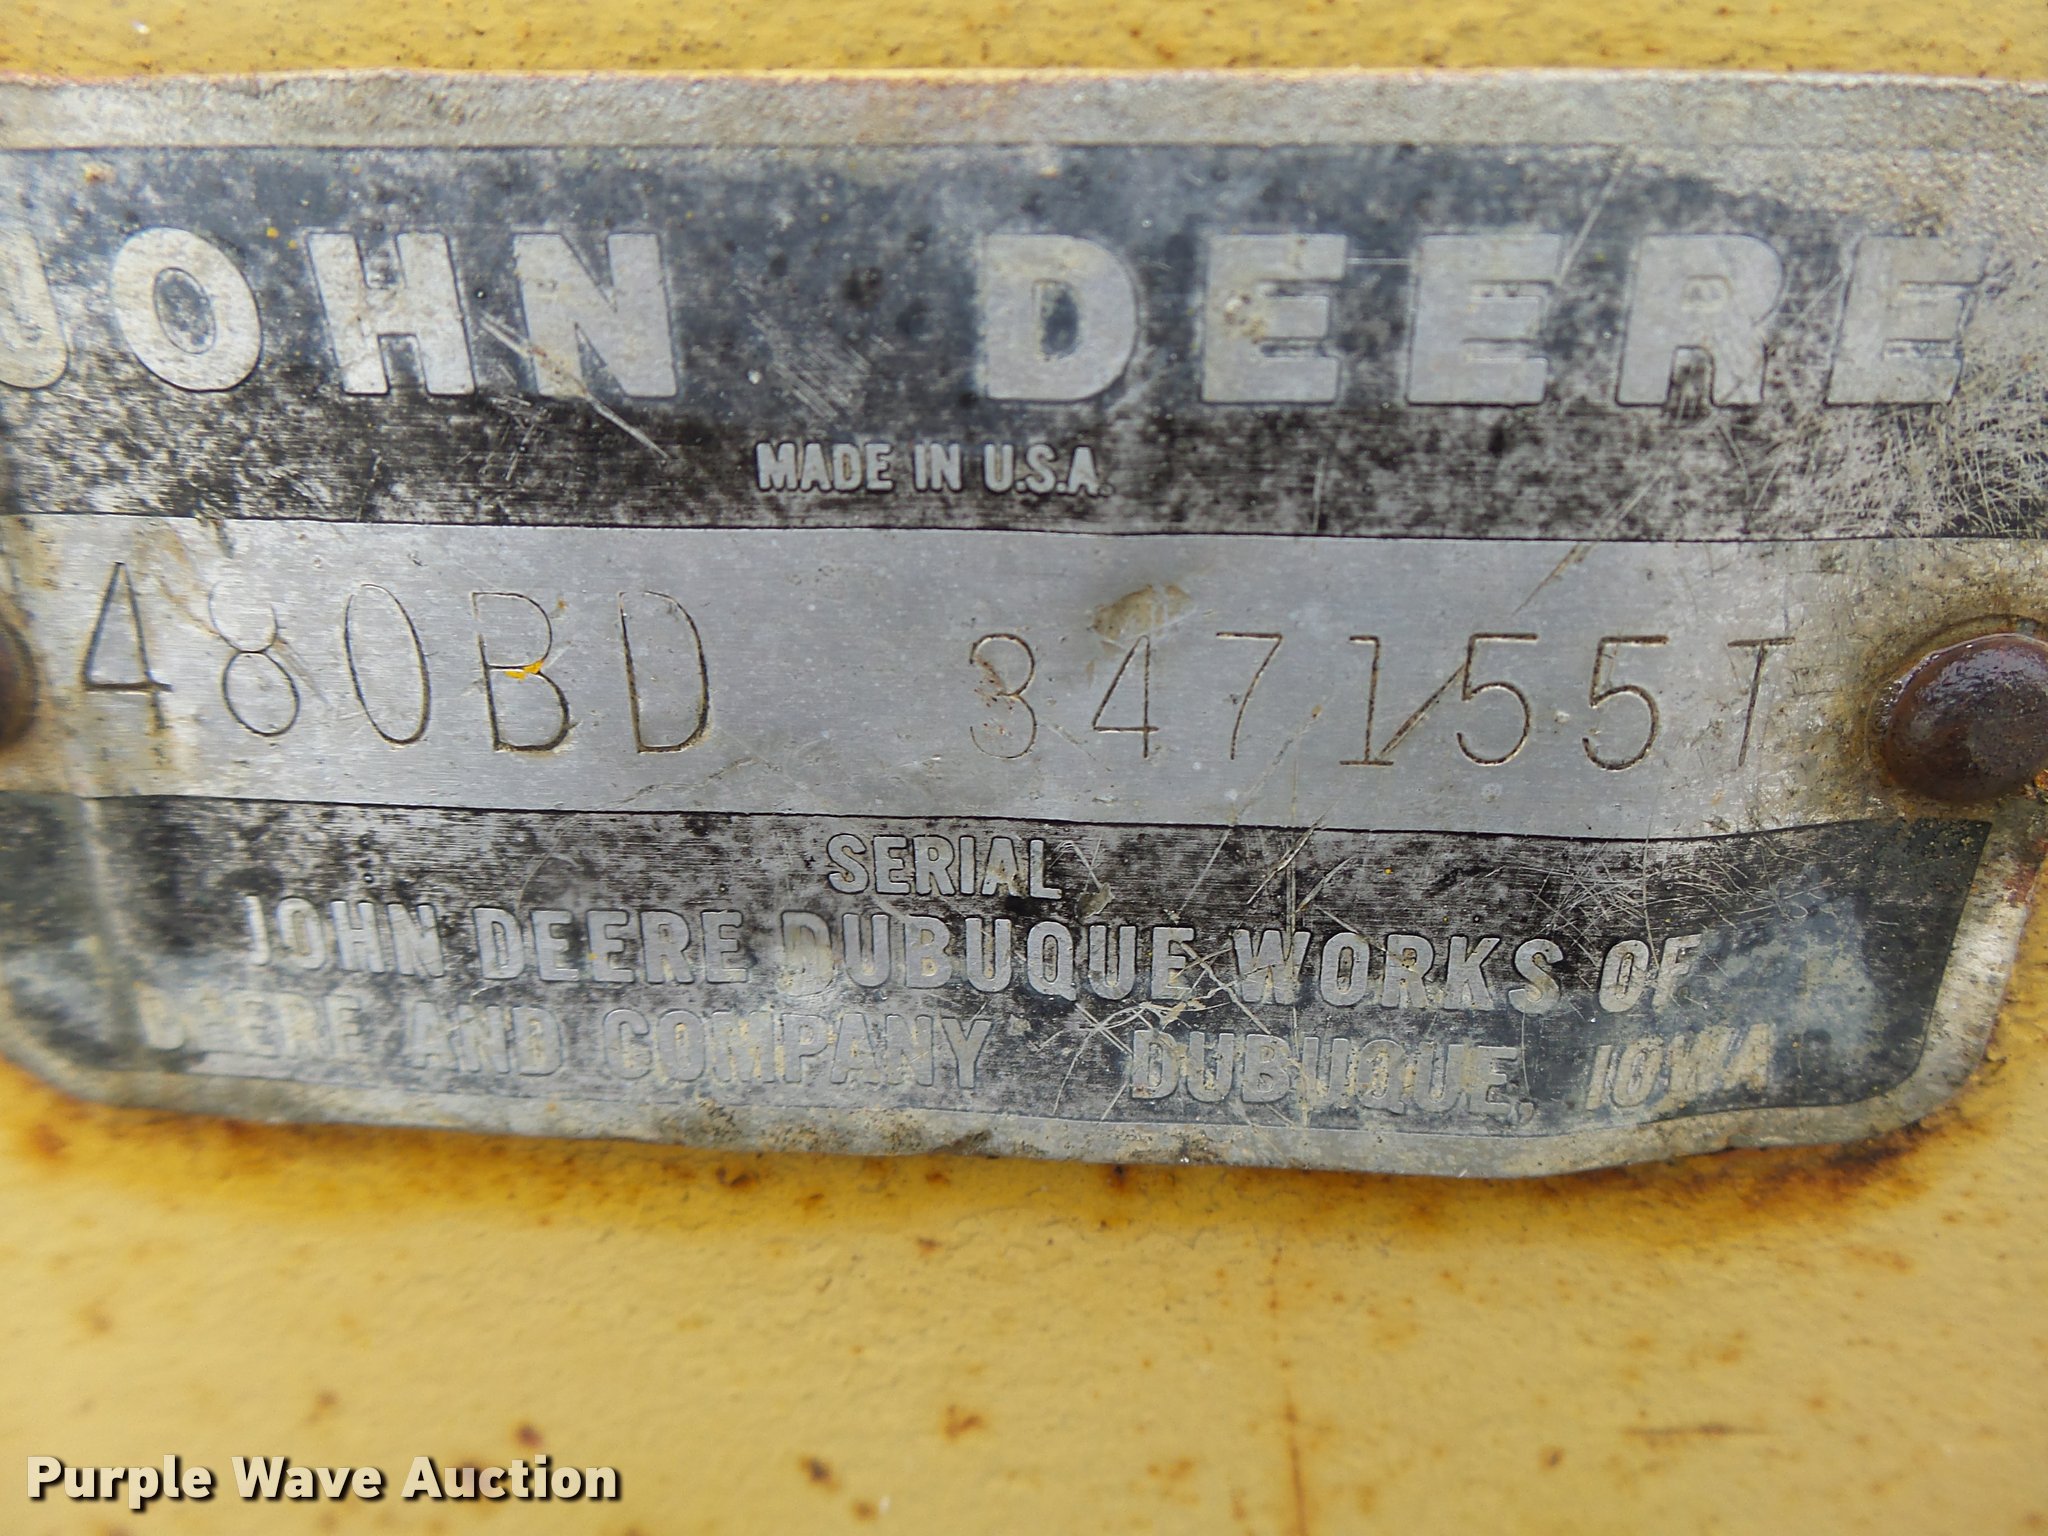 JOHN DEERE
MADE IN U.S.A.
480BD 347155T
SERIAL
JOHN DEERE DUBUQUE WORKS OF
DEERE AND COMPANY DUBUQUE, IOWA
Purple Wave Auction